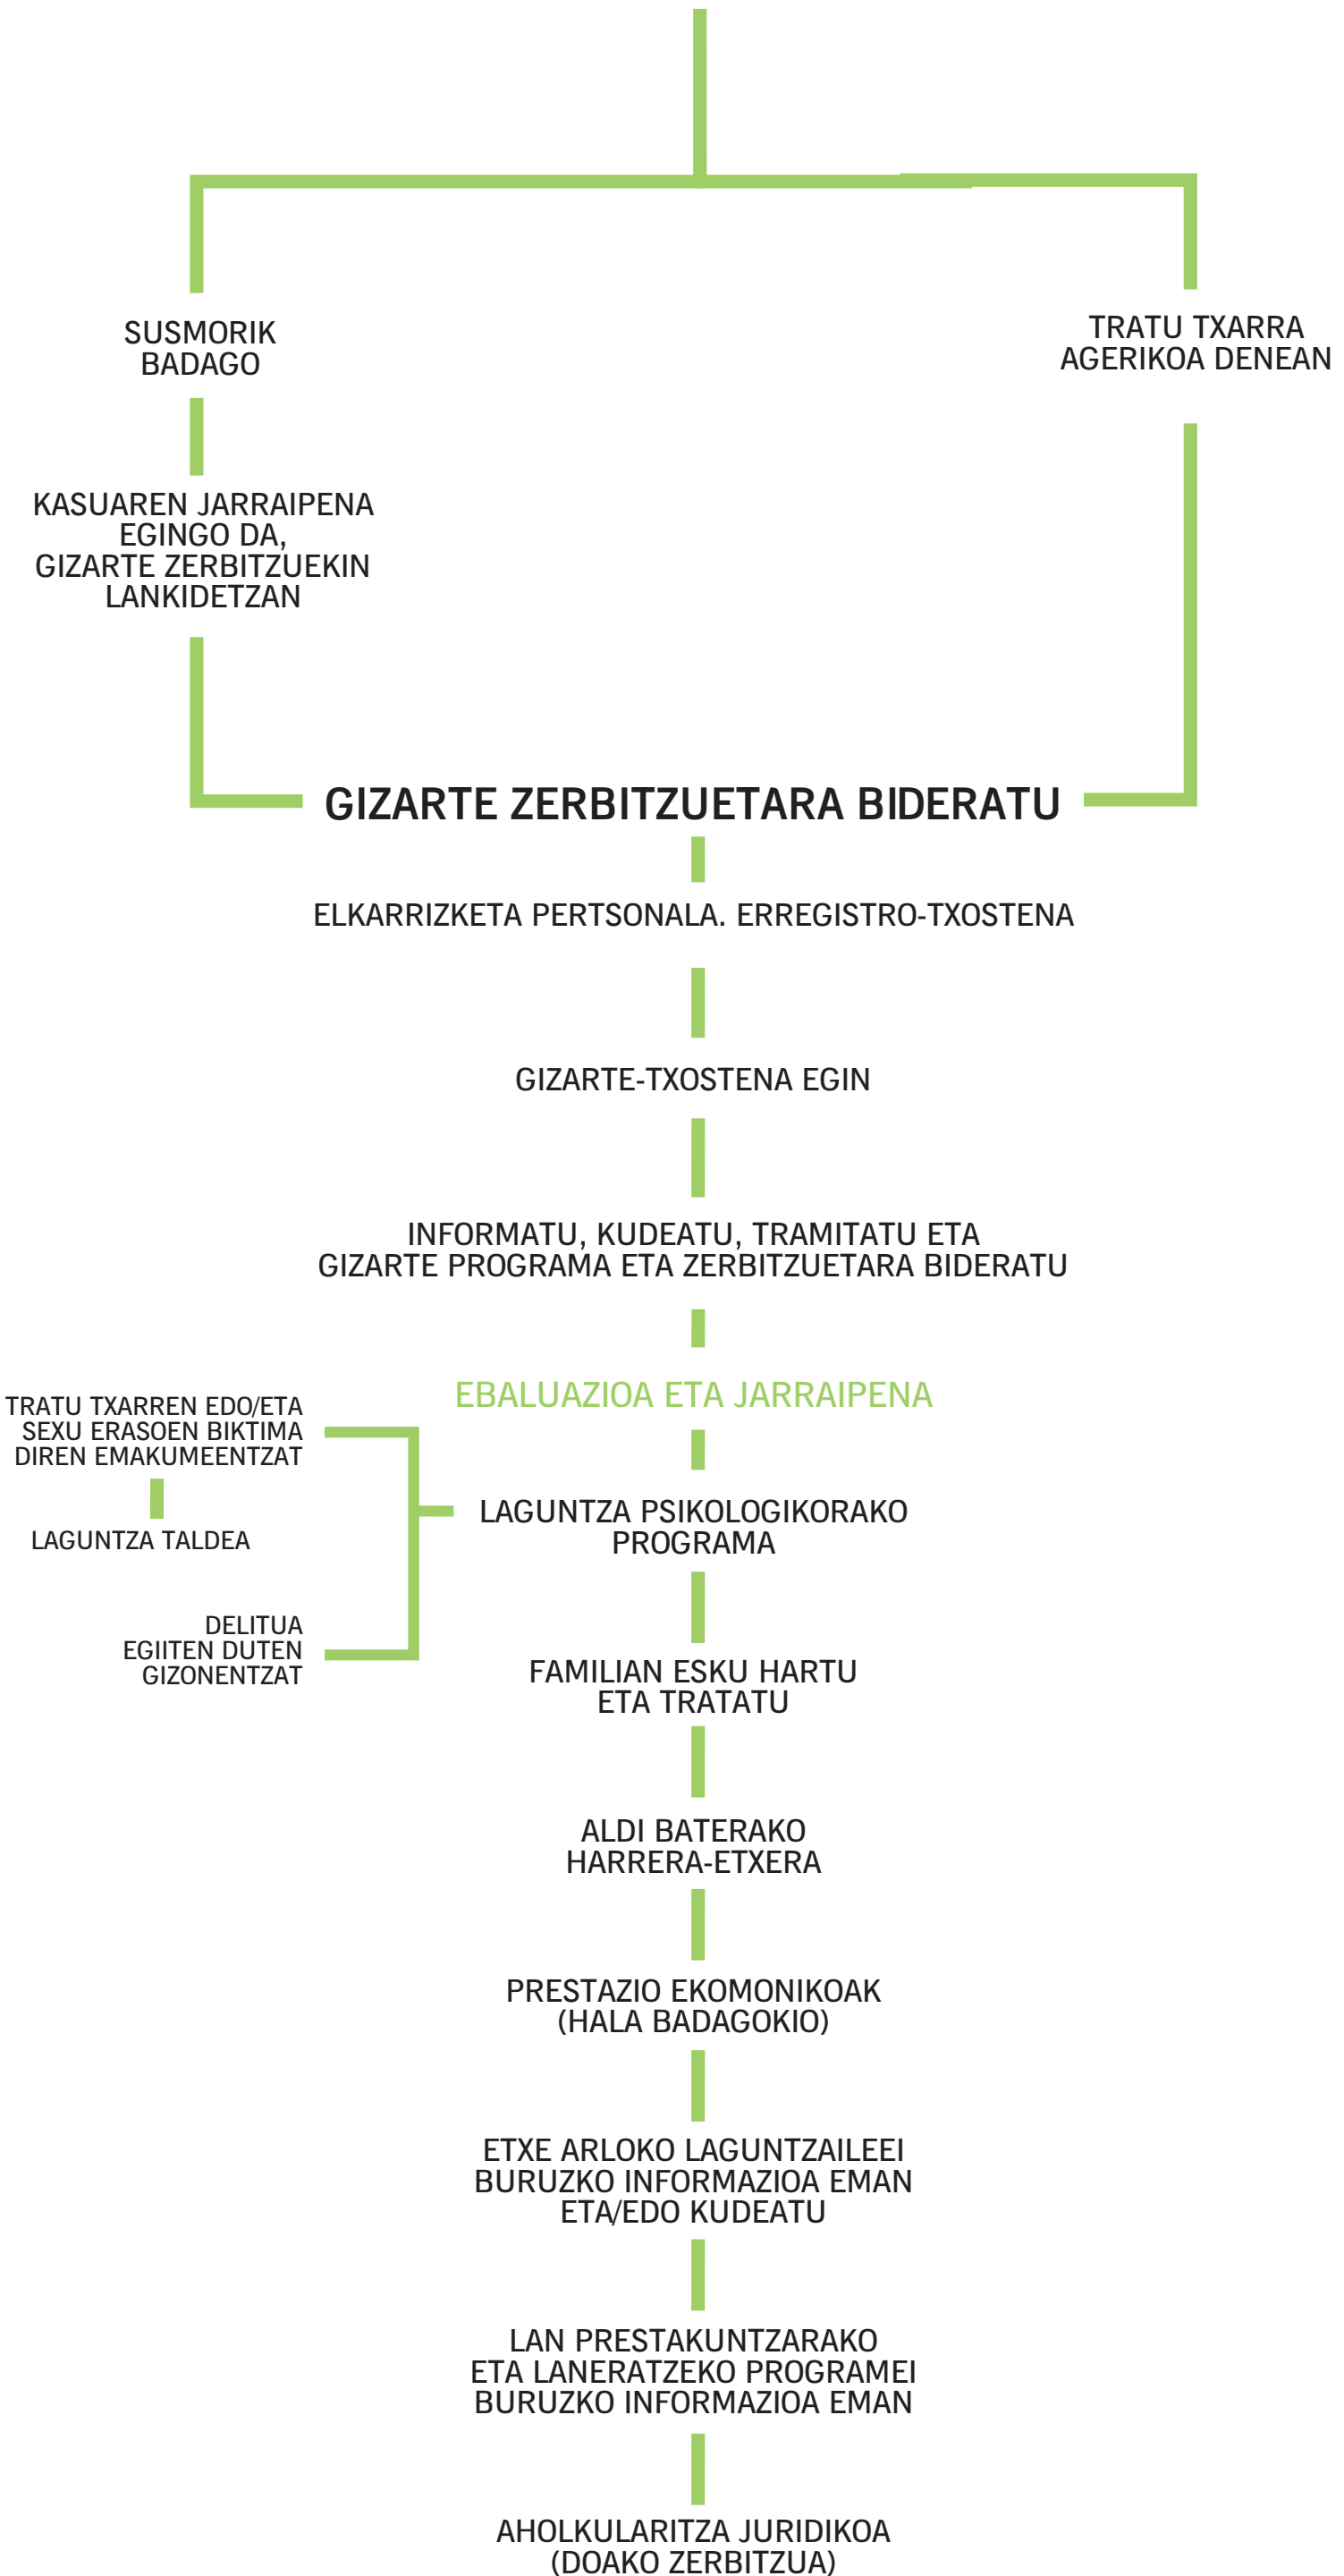 SUSMORIK
BADAGO
TRATU TXARRA
AGERIKOA DENEAN
KASUAREN JARRAIPENA
EGINGO DA,
GIZARTE ZERBITZUEKIN
LANKIDETZAN
GIZARTE ZERBITZUETARA BIDERATU
ELKARRIZKETA PERTSONALA. ERREGISTRO-TXOSTENA
GIZARTE-TXOSTENA EGIN
INFORMATU, KUDEATU, TRAMITATU ETA
GIZARTE PROGRAMA ETA ZERBITZUETARA BIDERATU
EBALUAZIOA ETA JARRAIPENA
TRATU TXARREN EDO/ETA
SEXU ERASOEN BIKTIMA
DIREN EMAKUMEENTZAT
LAGUNTZA TALDEA
LAGUNTZA PSIKOLOGIKORAKO
PROGRAMA
DELITUA
EGIITEN DUTEN
GIZONENTZAT
FAMILIAN ESKU HARTU
ETA TRATATU
ALDI BATERAKO
HARRERA-ETXERA
PRESTAZIO EKOMONIKOAK
(HALA BADAGOKIO)
ETXE ARLOKO LAGUNTZAILEEI
BURUZKO INFORMAZIOA EMAN
ETA/EDO KUDEATU
LAN PRESTAKUNTZARAKO
ETA LANERATZEKO PROGRAMEI
BURUZKO INFORMAZIOA EMAN
AHOLKULARITZA JURIDIKOA
(DOAKO ZERBITZUA)